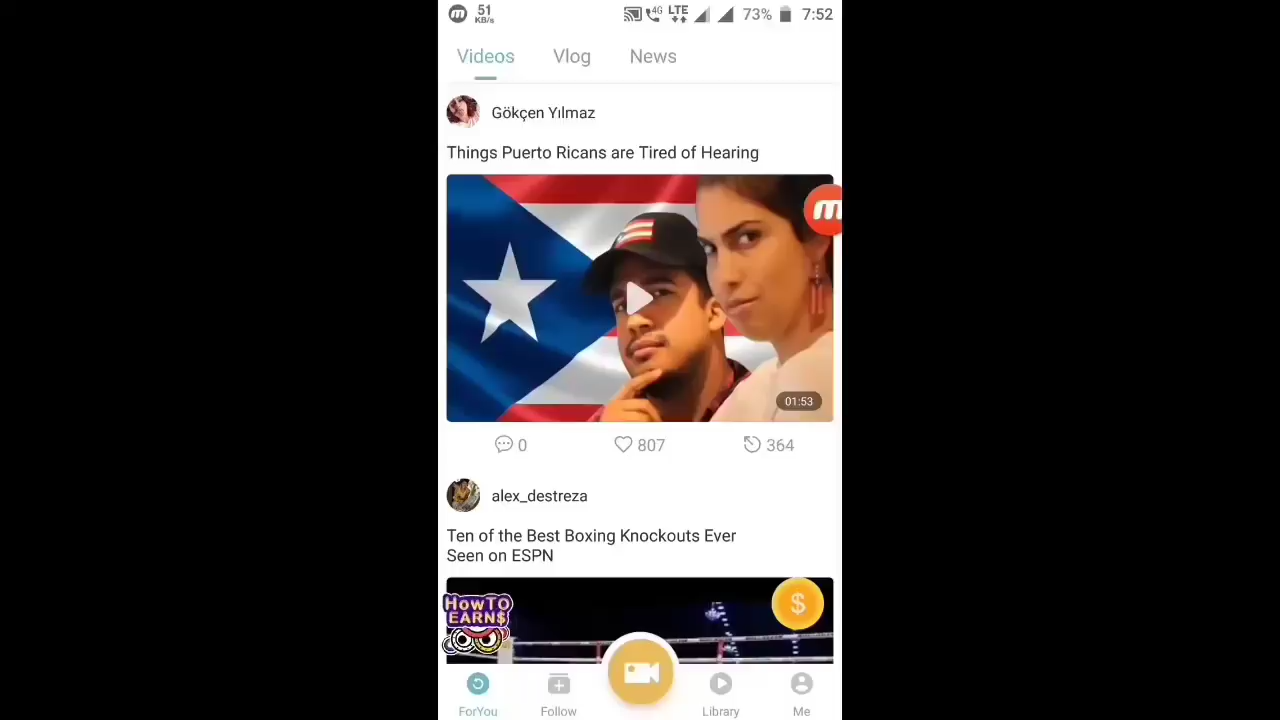 51
KB/s
4G
LTE
73%
7:52
Videos
Vlog
News
Gökçen Yılmaz
Things Puerto Ricans are Tired of Hearing
01:53
0
807
364
alex_destreza
Ten of the Best Boxing Knockouts Ever
Seen on ESPN
HowTO
EARN$
$
ForYou
Follow
Library
Me